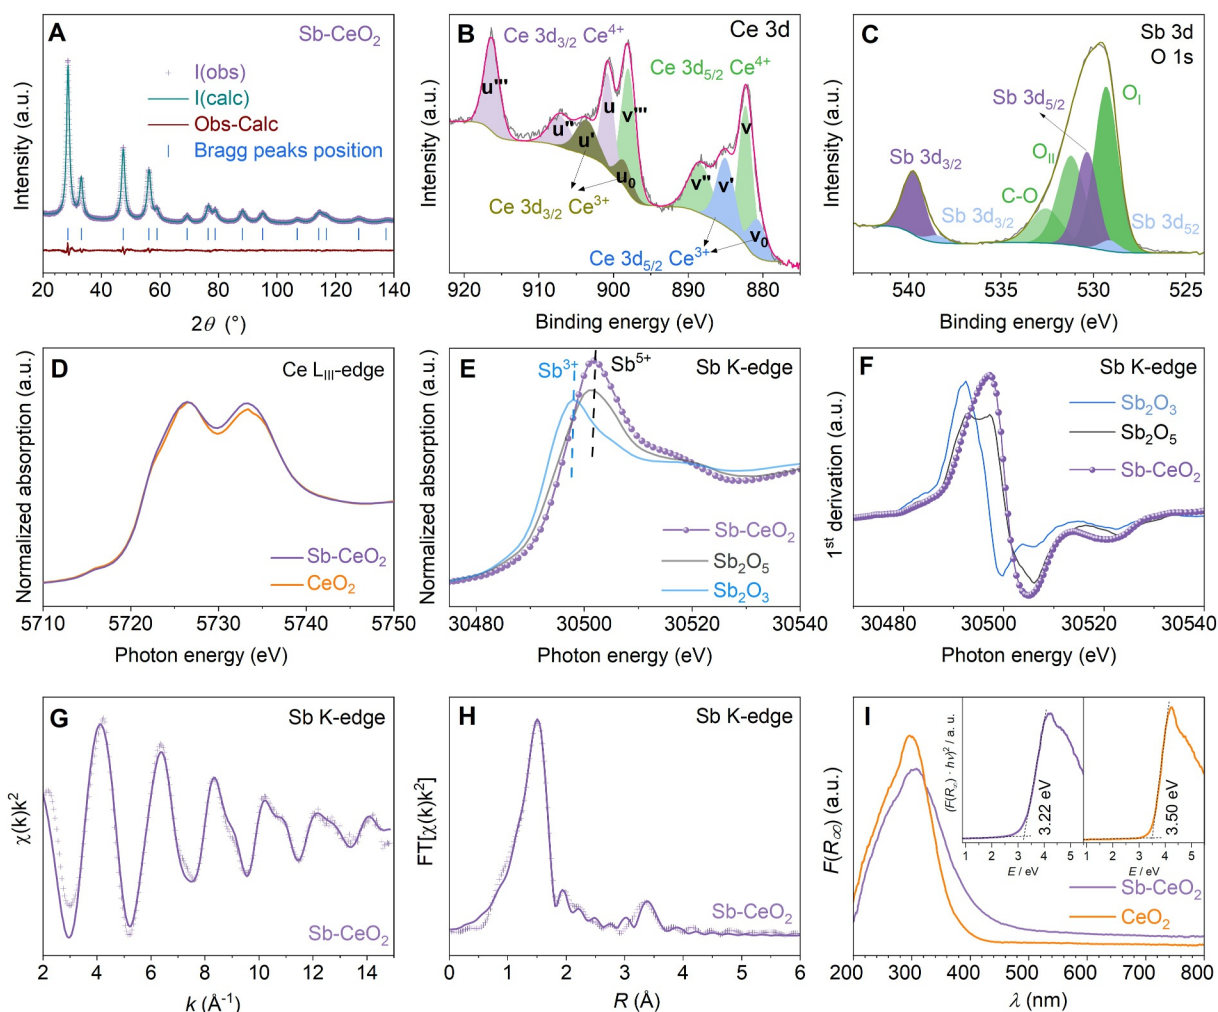 A
Sb-CeO2
I(obs)
I(calc)
Obs-Calc
Bragg peaks position
Intensity (a.u.)
20 40 60 80 100 120 140
2θ (°)
B
Ce 3d3/2 Ce4+
Ce 3d
Ce 3d5/2 Ce4+
u'''
u''
u'
u
u0
v'''
v''
v'
v
v0
Ce 3d3/2 Ce3+
Ce 3d5/2 Ce3+
Intensity (a.u.)
920 910 900 890 880
Binding energy (eV)
C
Sb 3d
O 1s
Sb 3d5/2
OI
OII
Sb 3d3/2
C-O
Sb 3d3/2
Sb 3d52
Intensity (a.u.)
540 535 530 525
Binding energy (eV)
D
Ce LIII-edge
Sb-CeO2
CeO2
Normalized absorption (a.u.)
5710 5720 5730 5740 5750
Photon energy (eV)
E
Sb3+
Sb5+
Sb K-edge
Sb-CeO2
Sb2O5
Sb2O3
Normalized absorption (a.u.)
30480 30500 30520 30540
Photon energy (eV)
F
Sb K-edge
Sb2O3
Sb2O5
Sb-CeO2
1st derivation (a.u.)
30480 30500 30520 30540
Photon energy (eV)
G
Sb K-edge
Sb-CeO2
χ(k)k2
2 4 6 8 10 12 14
k (Å-1)
H
Sb K-edge
Sb-CeO2
FT[χ(k)k2]
0 1 2 3 4 5 6
R (Å)
I
(F(R∞) · hν)2 / a. u.
3.22 eV
1 2 3 4 5
E / eV
3.50 eV
1 2 3 4 5
E / eV
Sb-CeO2
CeO2
F(R∞) (a.u.)
200 300 400 500 600 700 800
λ (nm)